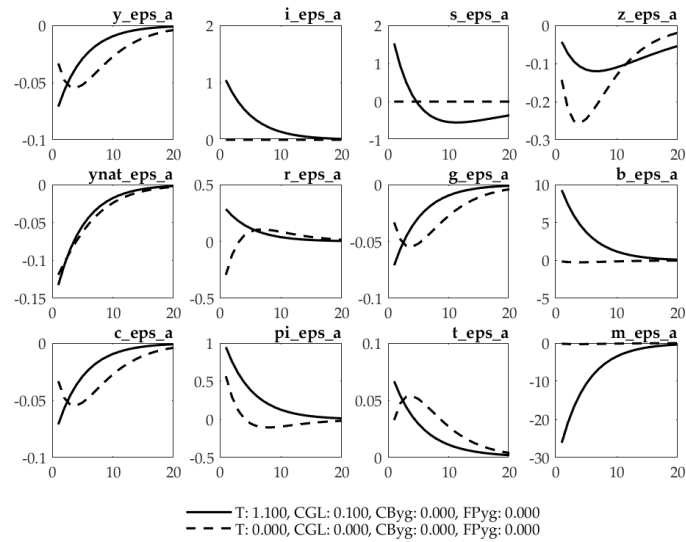 y_eps_a i_eps_a s_eps_a z_eps_a
0 2 2 0
-0.1
-0.05 1 1
0 -0.2
-0.1 0 -1 -0.3
0 10 20 0 10 20 0 10 20 0 10 20
ynat_eps_a r_eps_a g_eps_a b_eps_a
0 0.5 0 10
-0.05 5
0 -0.05
-0.1 0
-0.15 -0.5 -0.1 -5
0 10 20 0 10 20 0 10 20 0 10 20
c_eps_a pi_eps_a t_eps_a m_eps_a
0 1 0.1 0
0.5 -10
-0.05 0.05
0 -20
-0.1 -0.5 0 -30
0 10 20 0 10 20 0 10 20 0 10 20
T: 1.100, CGL: 0.100, CByg: 0.000, FPyg: 0.000
T: 0.000, CGL: 0.000, CByg: 0.000, FPyg: 0.000